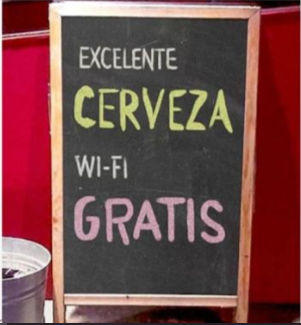 EXCELENTE
CERVEZA
WI-FI
GRATIS